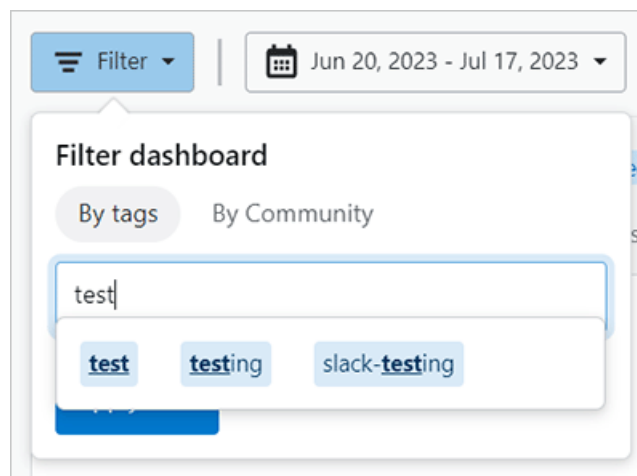 Filter
Jun 20, 2023 - Jul 17, 2023
Filter dashboard
By tags By Community
test
test testing slack-testing